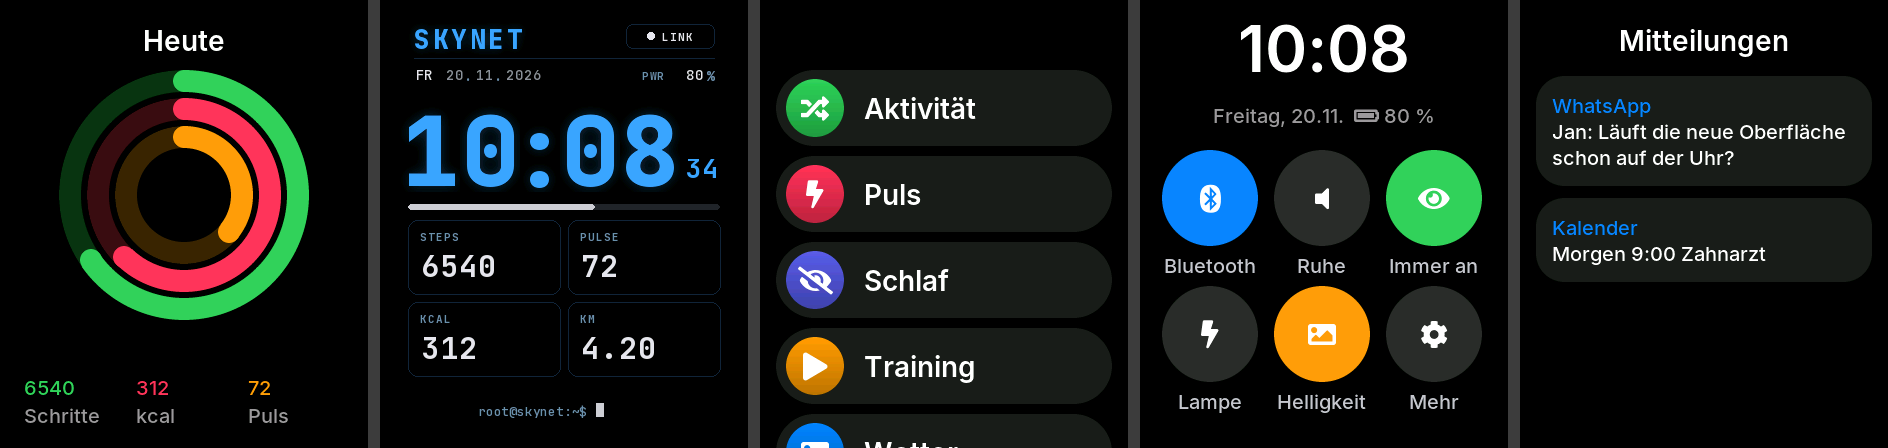 Heute
6540 312 72
Schritte kcal Puls
SKYNET LINK
FR 20.11.2026 PWR 80%
10:08 34
STEPS PULSE
6540 72
KCAL KM
312 4.20
root@skynet:~$
Aktivität
Puls
Schlaf
Training
Wetter
10:08
Freitag, 20.11. 80 %
Bluetooth Ruhe Immer an
Lampe Helligkeit Mehr
Mitteilungen
WhatsApp
Jan: Läuft die neue Oberfläche
schon auf der Uhr?
Kalender
Morgen 9:00 Zahnarzt